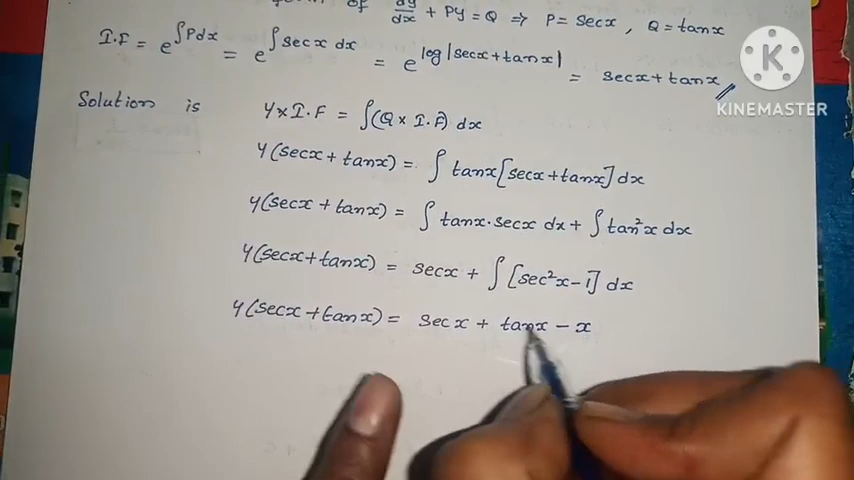 of dy/dx + Py = Q ⇒ P = secx, Q = tanx
I.F = e^∫Pdx = e^∫secx dx = e^log|secx+tanx| = secx+tanx
K
KINEMASTER
Solution is y×I.F = ∫(Q × I.F) dx
y(secx + tanx) = ∫ tanx[secx+tanx] dx
y(secx + tanx) = ∫ tanx.secx dx + ∫ tan²x dx
y(secx+tanx) = secx + ∫ [sec²x-1] dx
y(secx+tanx) = secx + tanx - x